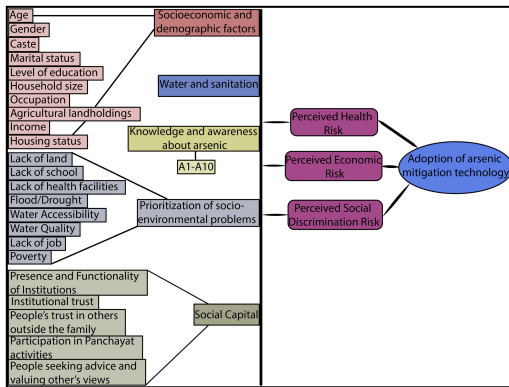 Age
Gender
Caste
Marital status
Level of education
Household size
Occupation
Agricultural landholdings
Income
Housing status
Lack of land
Lack of school
Lack of health facilities
Flood/Drought
Water Accessibility
Water Quality
Lack of job
Poverty
Presence and Functionality
of Institutions
Institutional trust
People's trust in others
outside the family
Participation in Panchayat
activities
People seeking advice and
valuing other's views
Socioeconomic and
demographic factors
Water and sanitation
Knowledge and awareness
about arsenic
A1-A10
Prioritization of socio-
environmental problems
Social Capital
Perceived Health
Risk
Perceived Economic
Risk
Perceived Social
Discrimination Risk
Adoption of arsenic
mitigation technology